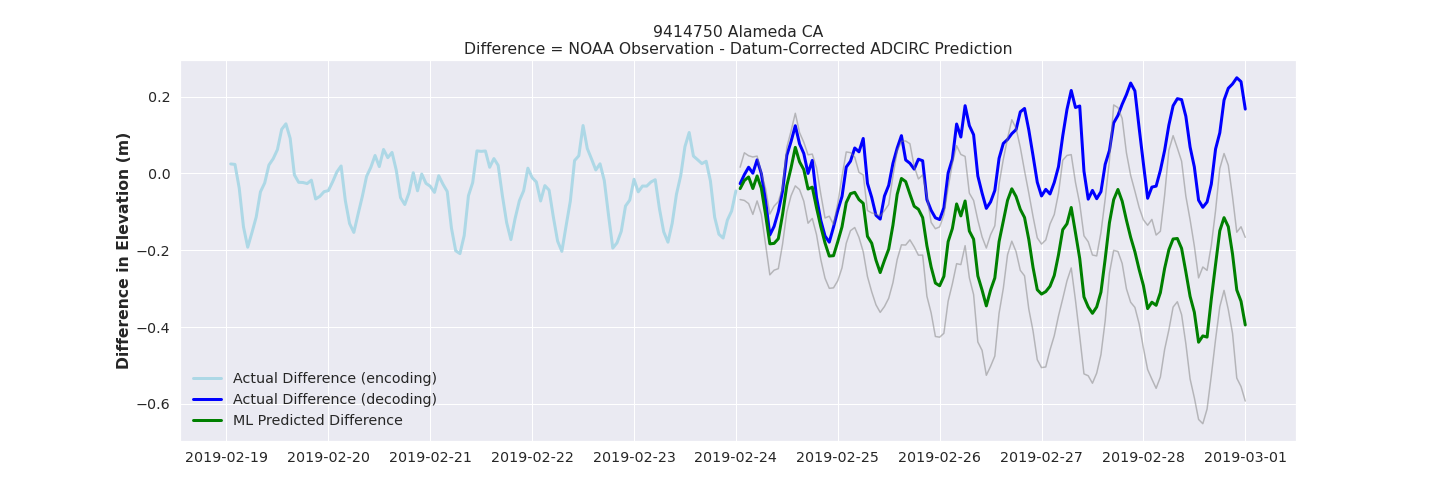 9414750 Alameda CA
Difference = NOAA Observation - Datum-Corrected ADCIRC Prediction
Difference in Elevation (m)
0.2
0.0
−0.2
−0.4
−0.6
Actual Difference (encoding)
Actual Difference (decoding)
ML Predicted Difference
2019-02-19 2019-02-20 2019-02-21 2019-02-22 2019-02-23 2019-02-24 2019-02-25 2019-02-26 2019-02-27 2019-02-28 2019-03-01